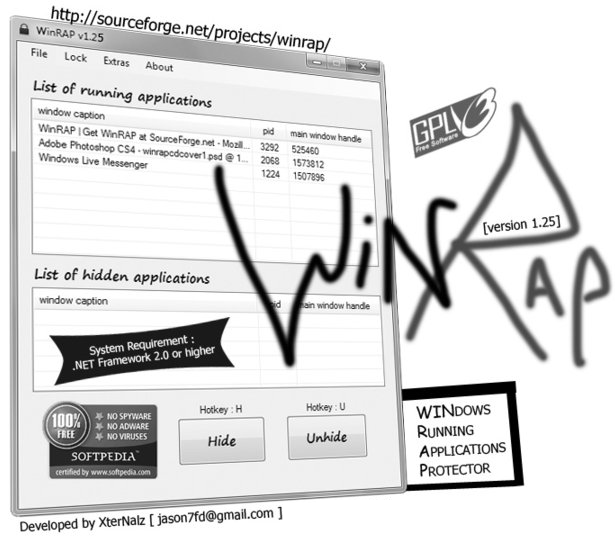 http://sourceforge.net/projects/winrap/
WinRAP v1.25
File Lock Extras About
List of running applications
window caption pid main window handle
WinRAP | Get WinRAP at SourceForge.net - Mozill... 3292 525460
Adobe Photoshop CS4 - winrapcdcover1.psd @ 1... 2068 1573812
Windows Live Messenger 1224 1507896
GPLv3
Free Software
WinRap
[version 1.25]
List of hidden applications
window caption pid main window handle
System Requirement :
.NET Framework 2.0 or higher
100% FREE
NO SPYWARE
NO ADWARE
NO VIRUSES
SOFTPEDIA
certified by www.softpedia.com
Hotkey : H
Hide
Hotkey : U
Unhide
WINDOWS
RUNNING
APPLICATIONS
PROTECTOR
Developed by XterNalz [ jason7fd@gmail.com ]